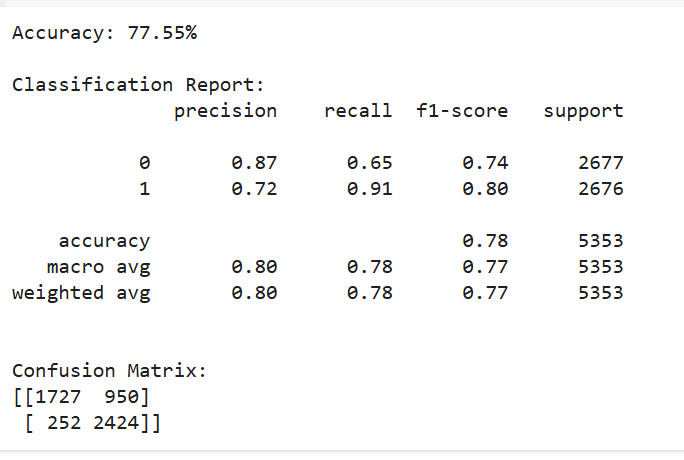 Accuracy: 77.55%
Classification Report:
precision recall f1-score support
0 0.87 0.65 0.74 2677
1 0.72 0.91 0.80 2676
accuracy 0.78 5353
macro avg 0.80 0.78 0.77 5353
weighted avg 0.80 0.78 0.77 5353
Confusion Matrix:
[[1727 950]
[ 252 2424]]